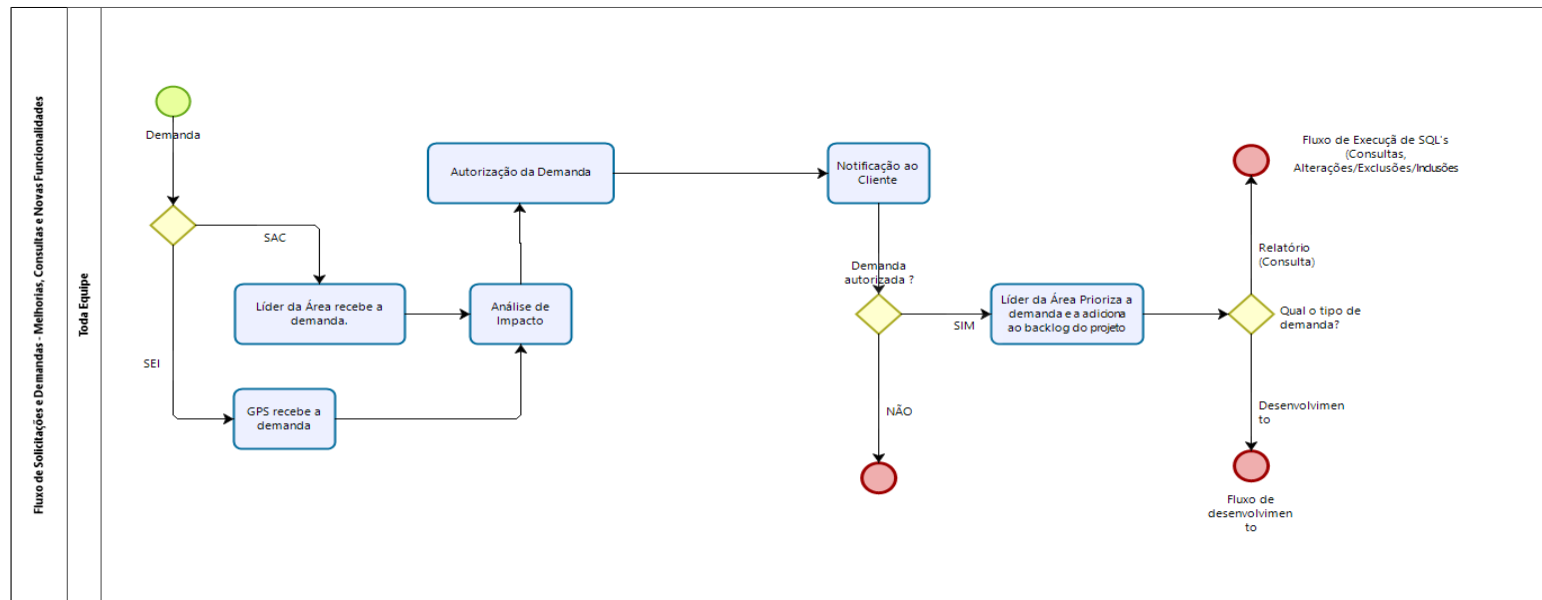 Fluxo de Solicitações e Demandas - Melhorias, Consultas e Novas Funcionalidades
Toda Equipe
Demanda
SAC
SEI
Líder da Área recebe a
demanda.
GPS recebe a
demanda
Análise de
Impacto
Autorização da Demanda
Notificação ao
Cliente
Demanda
autorizada ?
SIM
NÃO
Líder da Área Prioriza a
demanda e a adiciona
ao backlog do projeto
Qual o tipo de
demanda?
Relatório
(Consulta)
Fluxo de Execuçã de SQL's
(Consultas,
Alterações/Exclusões/Inclusões
Desenvolvimen
to
Fluxo de
desenvolvimen
to